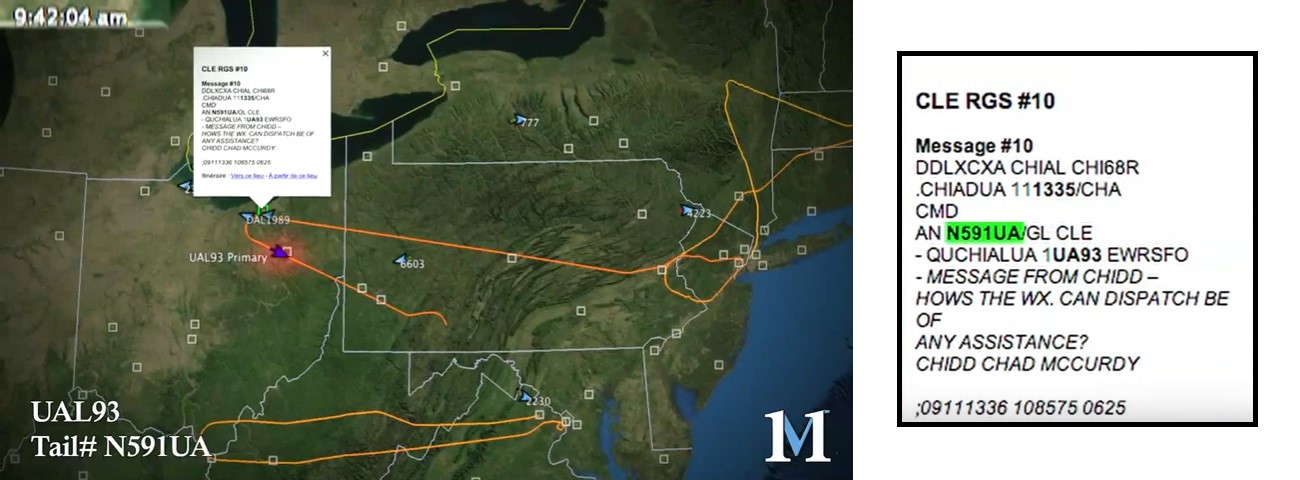 9:42:04 am
CLE RGS #10
Message #10
DDLXCXA CHIAL CHI68R
.CHIADUA 111335/CHA
CMD
AN N591UA/GL CLE
- QUCHIALUA 1UA93 EWRSFO
- MESSAGE FROM CHIDD –
HOWS THE WX. CAN DISPATCH BE OF
ANY ASSISTANCE?
CHIDD CHAD MCCURDY
;09111336 108575 0625
Itinéraire : Vers ce lieu - À partir de ce lieu
777
DAL1989
4223
UAL93 Primary
6603
2230
UAL93
Tail# N591UA
M
CLE RGS #10
Message #10
DDLXCXA CHIAL CHI68R
.CHIADUA 111335/CHA
CMD
AN N591UA/GL CLE
- QUCHIALUA 1UA93 EWRSFO
- MESSAGE FROM CHIDD –
HOWS THE WX. CAN DISPATCH BE
OF
ANY ASSISTANCE?
CHIDD CHAD MCCURDY
;09111336 108575 0625